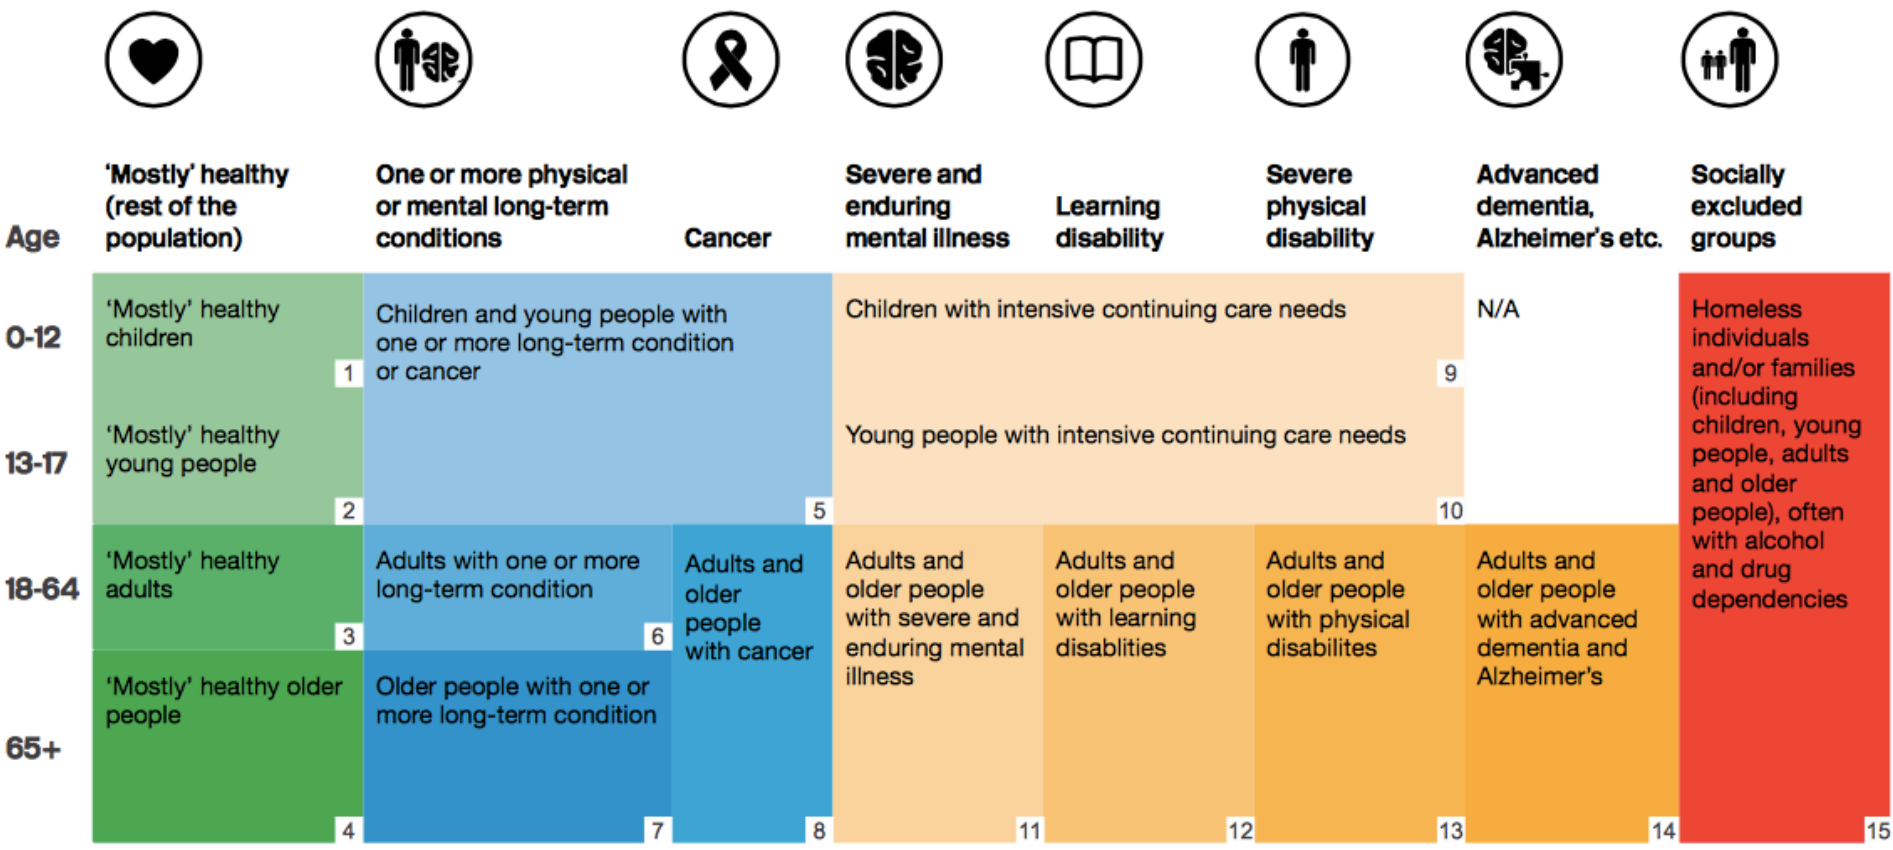 Age
'Mostly' healthy
(rest of the
population)
One or more physical
or mental long-term
conditions
Cancer
Severe and
enduring
mental illness
Learning
disability
Severe
physical
disability
Advanced
dementia,
Alzheimer's etc.
Socially
excluded
groups
0-12
'Mostly' healthy
children
1
Children and young people with
one or more long-term condition
or cancer
5
Children with intensive continuing care needs
9
N/A
Homeless
individuals
and/or families
(including
children, young
people, adults
and older
people), often
with alcohol
and drug
dependencies
15
13-17
'Mostly' healthy
young people
2
Young people with intensive continuing care needs
10
18-64
'Mostly' healthy
adults
3
Adults with one or more
long-term condition
6
Adults and
older
people
with cancer
8
Adults and
older people
with severe and
enduring mental
illness
11
Adults and
older people
with learning
disablities
12
Adults and
older people
with physical
disabilites
13
Adults and
older people
with advanced
dementia and
Alzheimer's
14
65+
'Mostly' healthy older
people
4
Older people with one or
more long-term condition
7